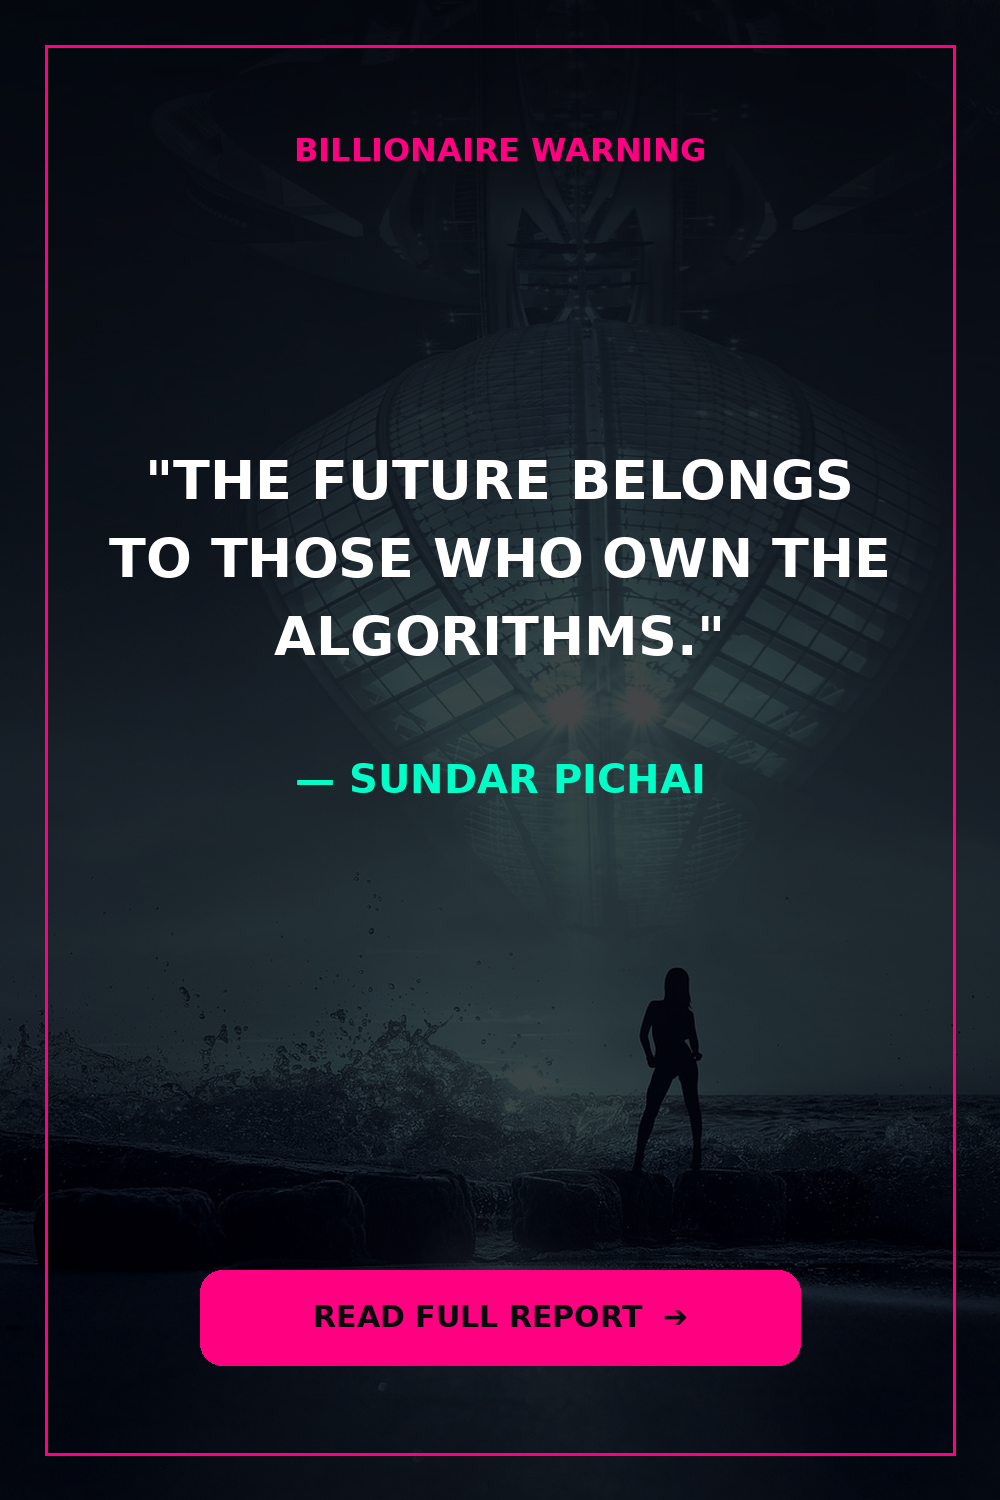 BILLIONAIRE WARNING
"THE FUTURE BELONGS
TO THOSE WHO OWN THE
ALGORITHMS."
— SUNDAR PICHAI
READ FULL REPORT ➔